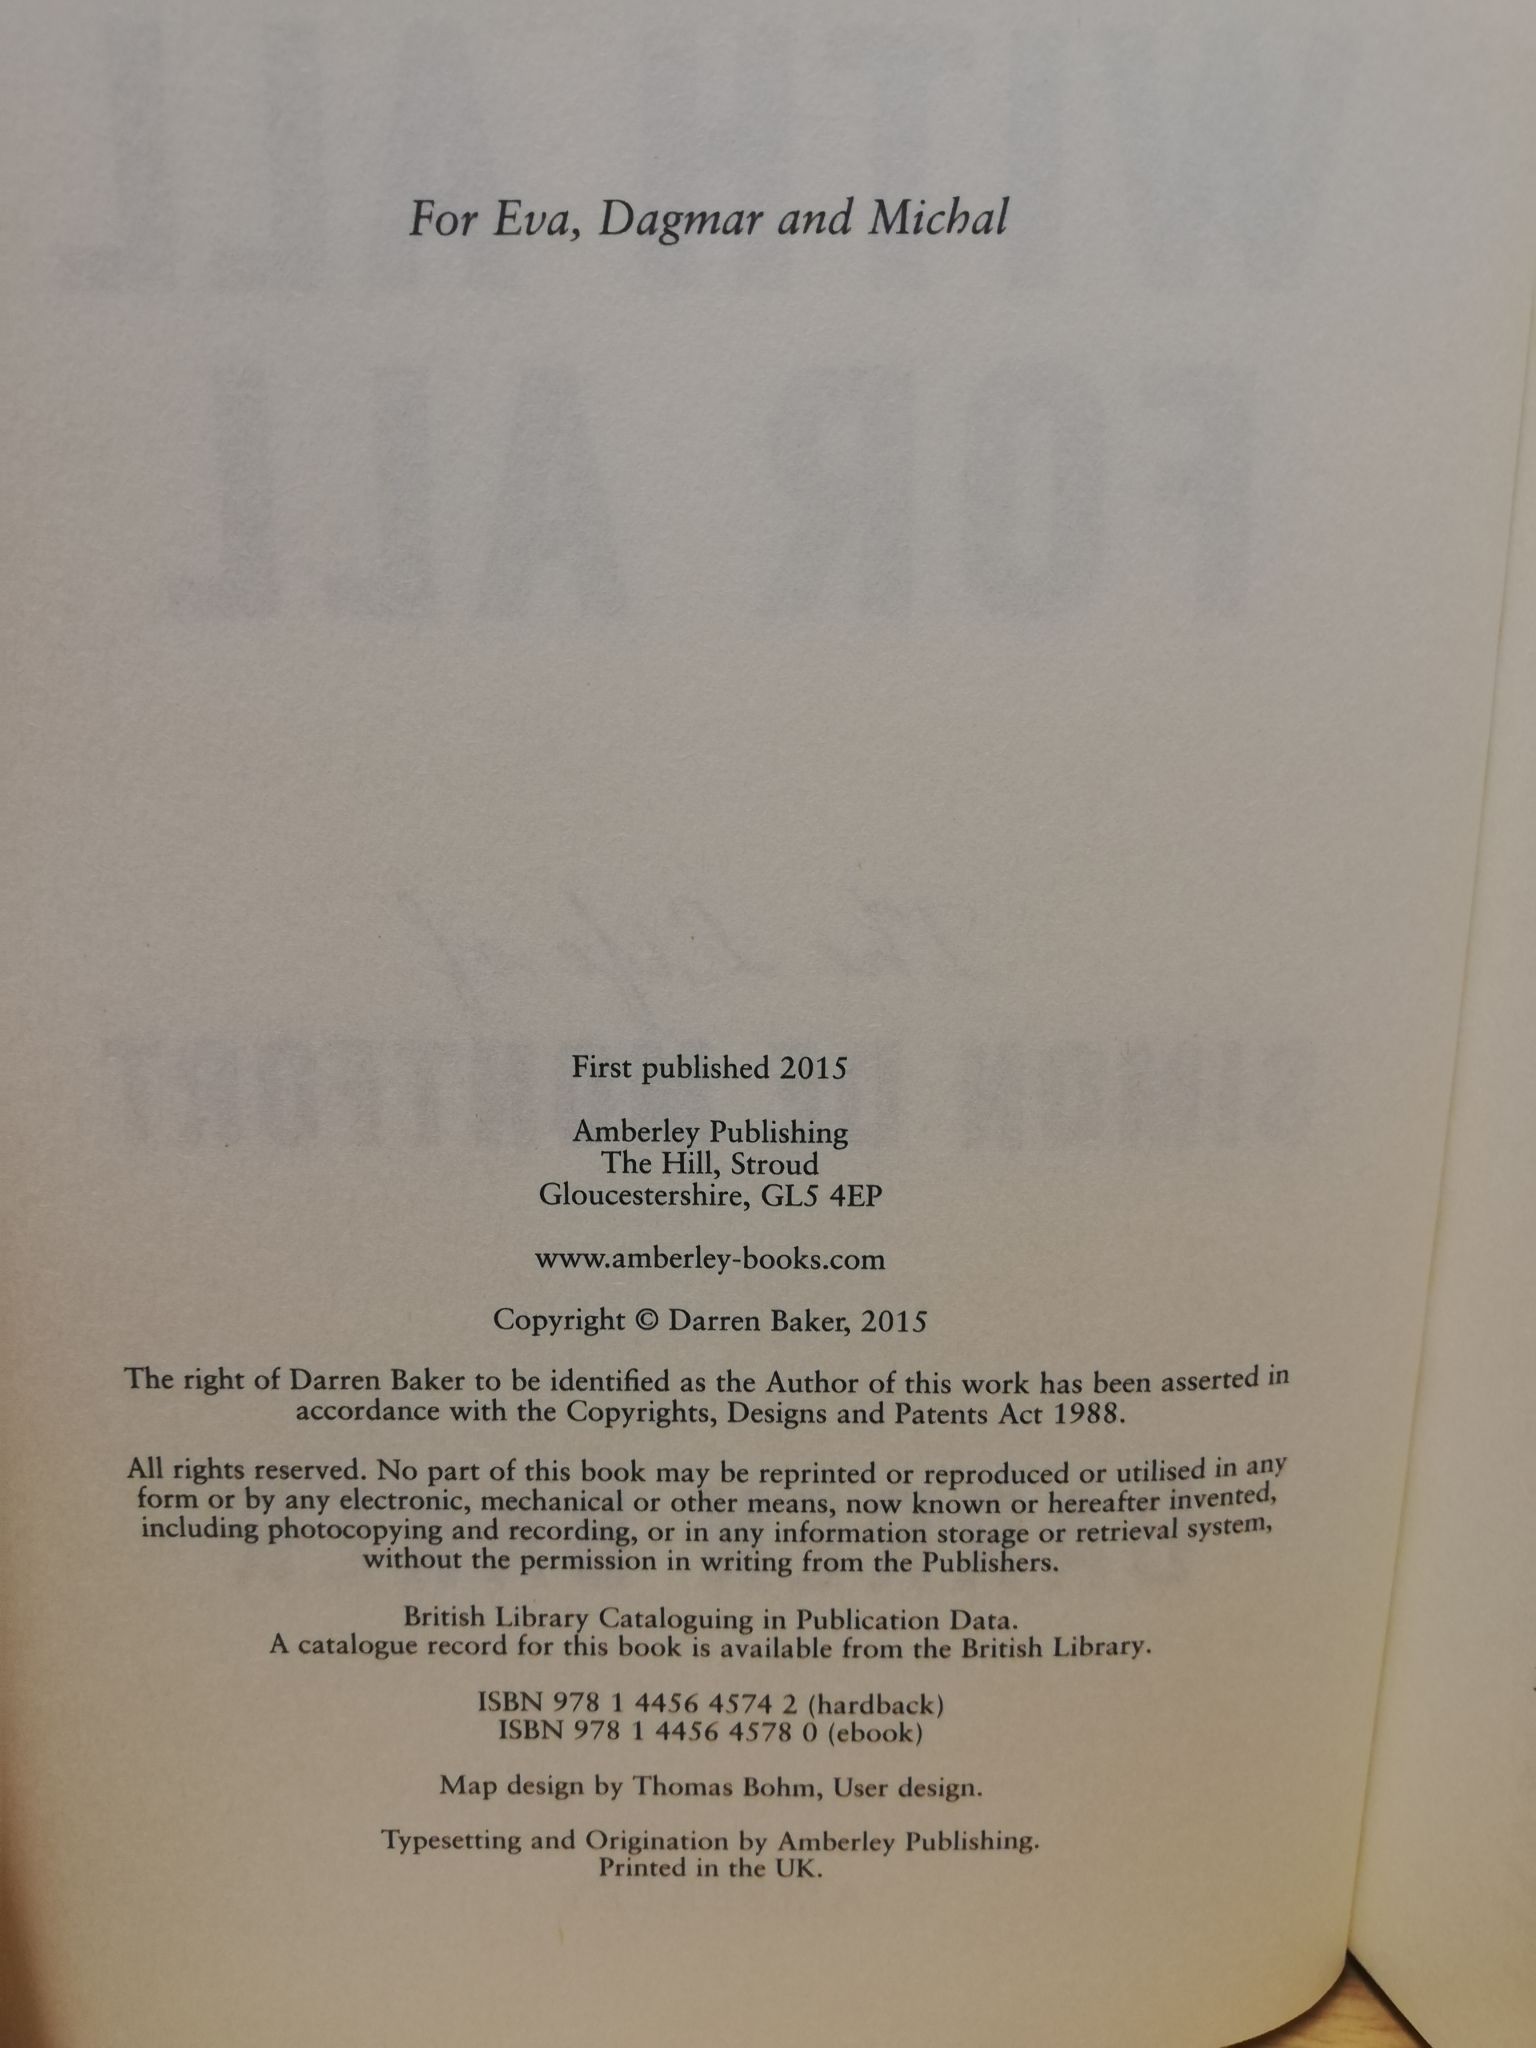 For Eva, Dagmar and Michal
First published 2015
Amberley Publishing
The Hill, Stroud
Gloucestershire, GL5 4EP
www.amberley-books.com
Copyright © Darren Baker, 2015
The right of Darren Baker to be identified as the Author of this work has been asserted in
accordance with the Copyrights, Designs and Patents Act 1988.
All rights reserved. No part of this book may be reprinted or reproduced or utilised in any
form or by any electronic, mechanical or other means, now known or hereafter invented,
including photocopying and recording, or in any information storage or retrieval system,
without the permission in writing from the Publishers.
British Library Cataloguing in Publication Data.
A catalogue record for this book is available from the British Library.
ISBN 978 1 4456 4574 2 (hardback)
ISBN 978 1 4456 4578 0 (ebook)
Map design by Thomas Bohm, User design.
Typesetting and Origination by Amberley Publishing.
Printed in the UK.